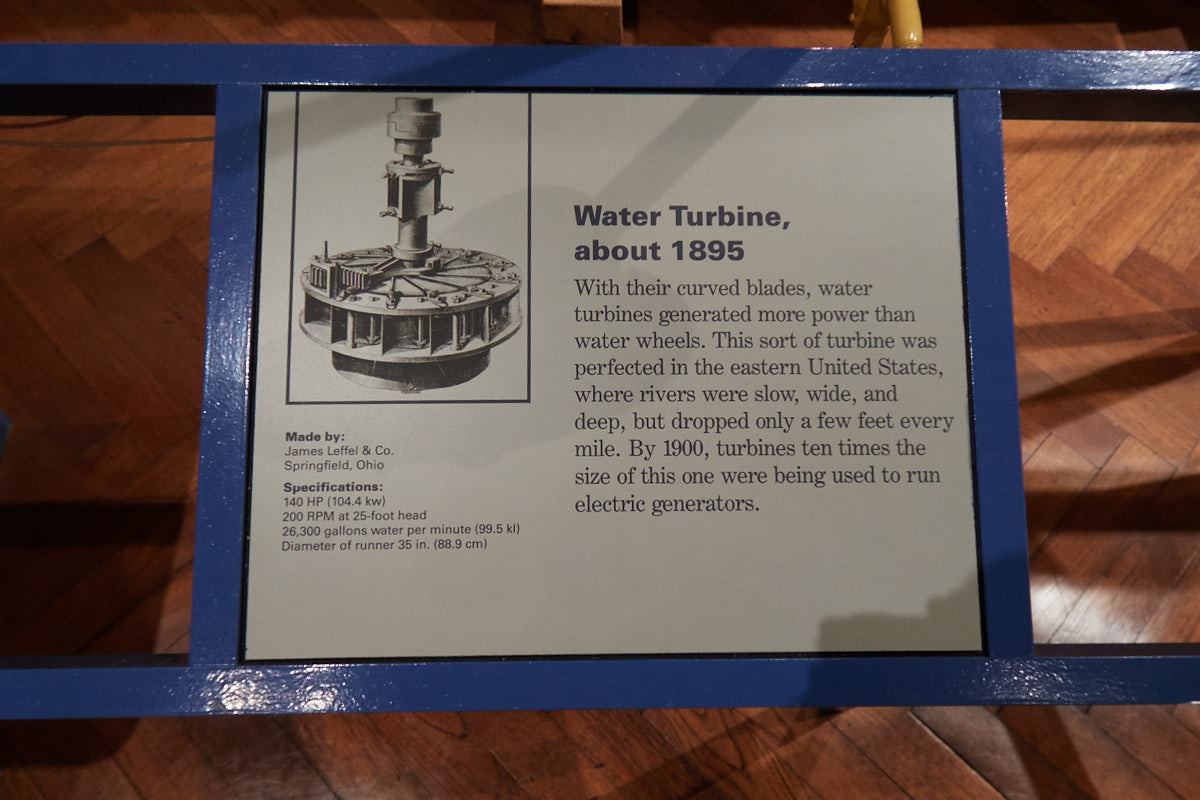 Water Turbine,
about 1895
With their curved blades, water
turbines generated more power than
water wheels. This sort of turbine was
perfected in the eastern United States,
where rivers were slow, wide, and
deep, but dropped only a few feet every
mile. By 1900, turbines ten times the
size of this one were being used to run
electric generators.
Made by:
James Leffel & Co.
Springfield, Ohio
Specifications:
140 HP (104.4 kw)
200 RPM at 25-foot head
26,300 gallons water per minute (99.5 kl)
Diameter of runner 35 in. (88.9 cm)